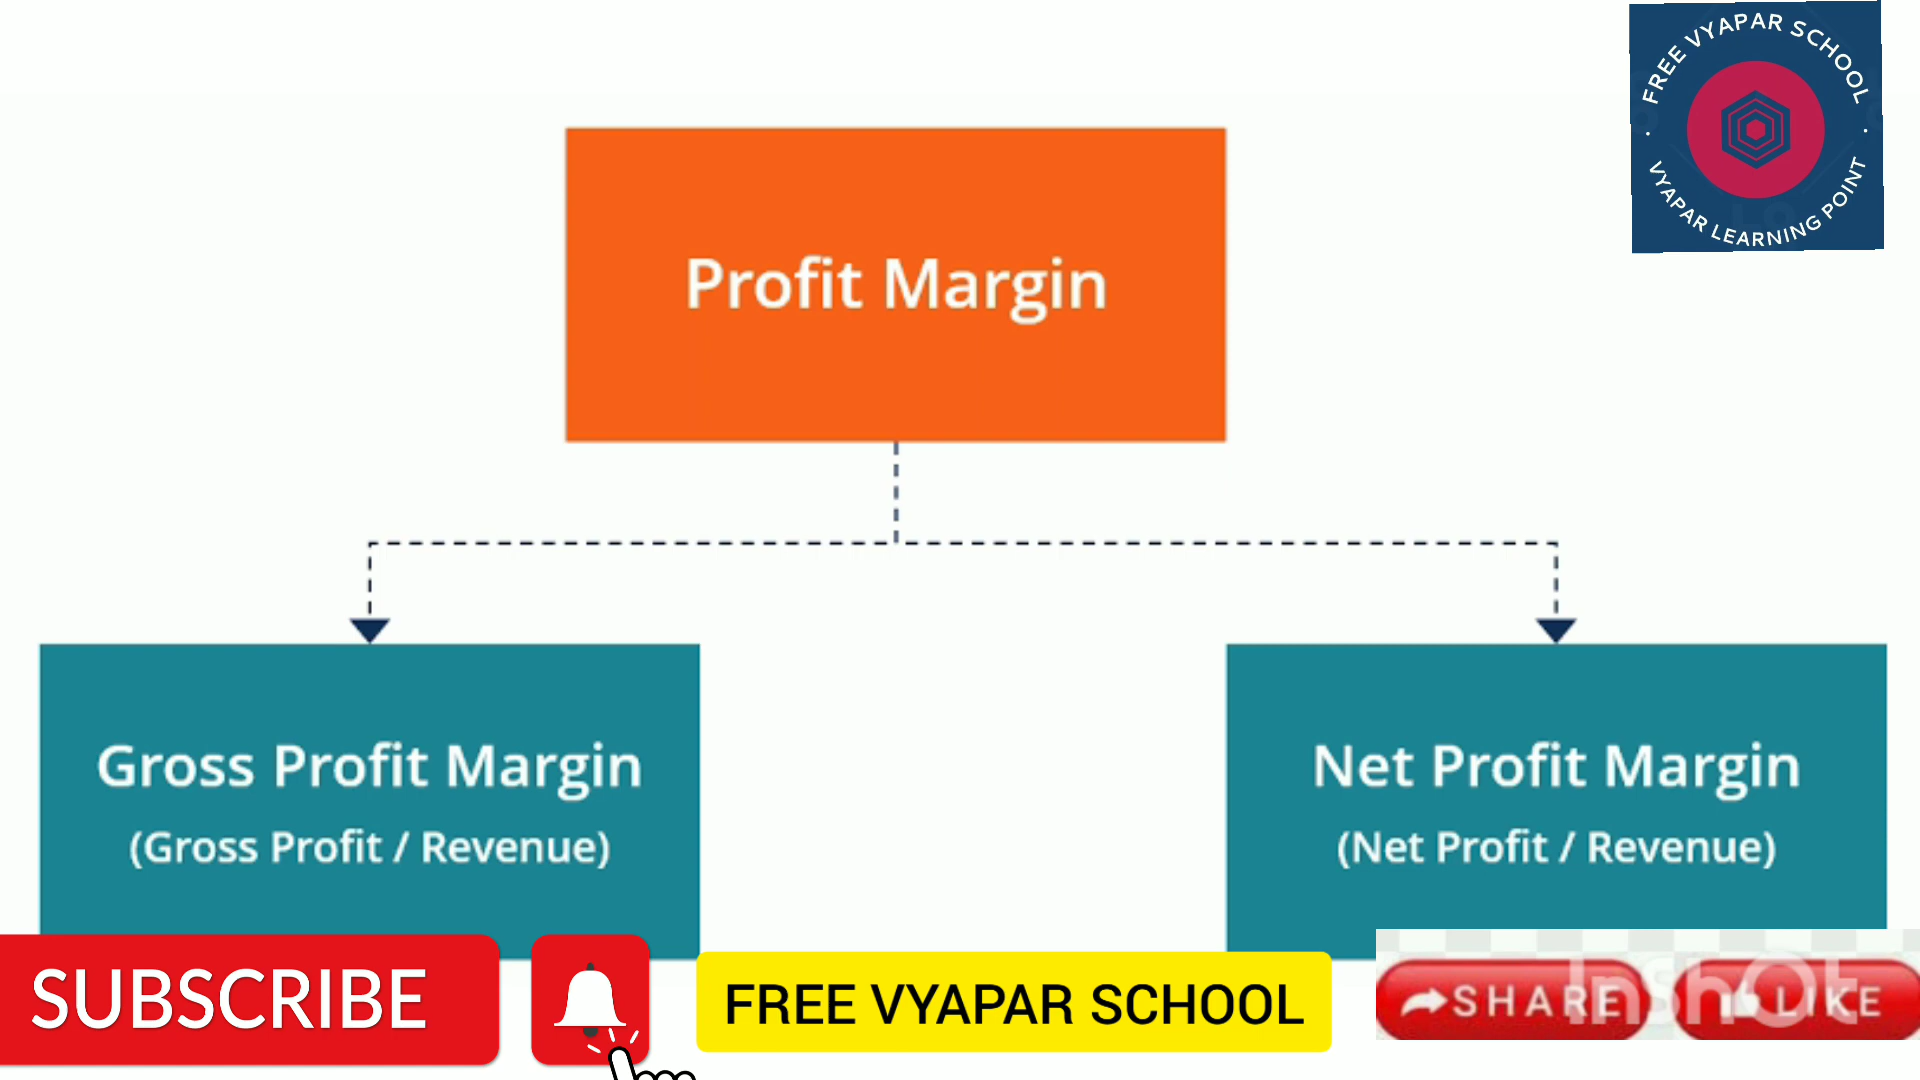 FREE VYAPAR SCHOOL
VYAPAR LEARNING POINT
Profit Margin
Gross Profit Margin
(Gross Profit / Revenue)
Net Profit Margin
(Net Profit / Revenue)
SUBSCRIBE
FREE VYAPAR SCHOOL
SHARE
LIKE
InShOt